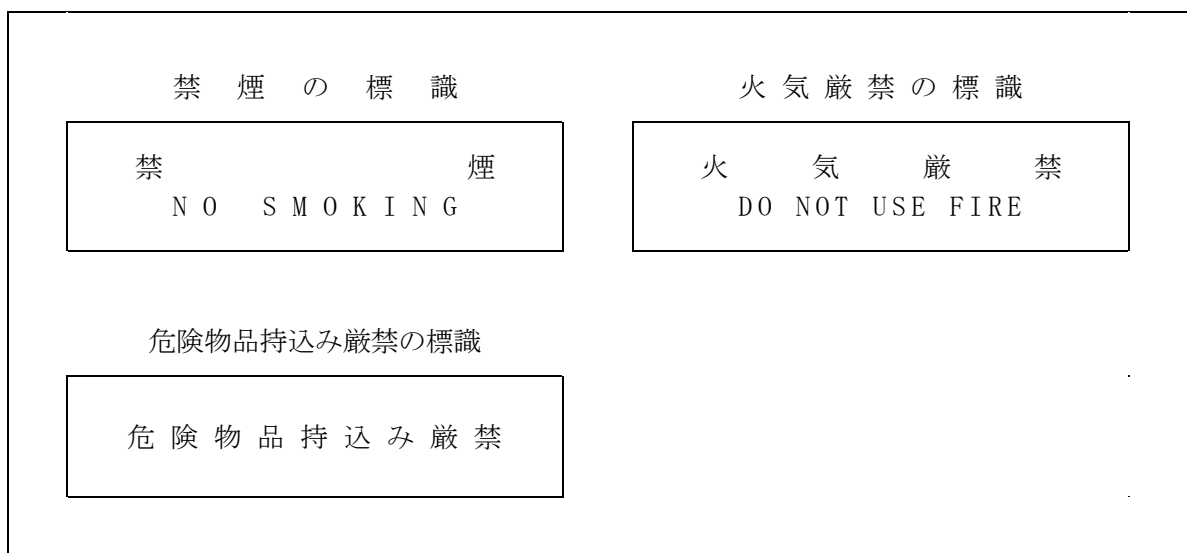 禁煙の標識
禁煙
NO SMOKING
火気厳禁の標識
火気厳禁
DO NOT USE FIRE
危険物品持込み厳禁の標識
危険物品持込み厳禁